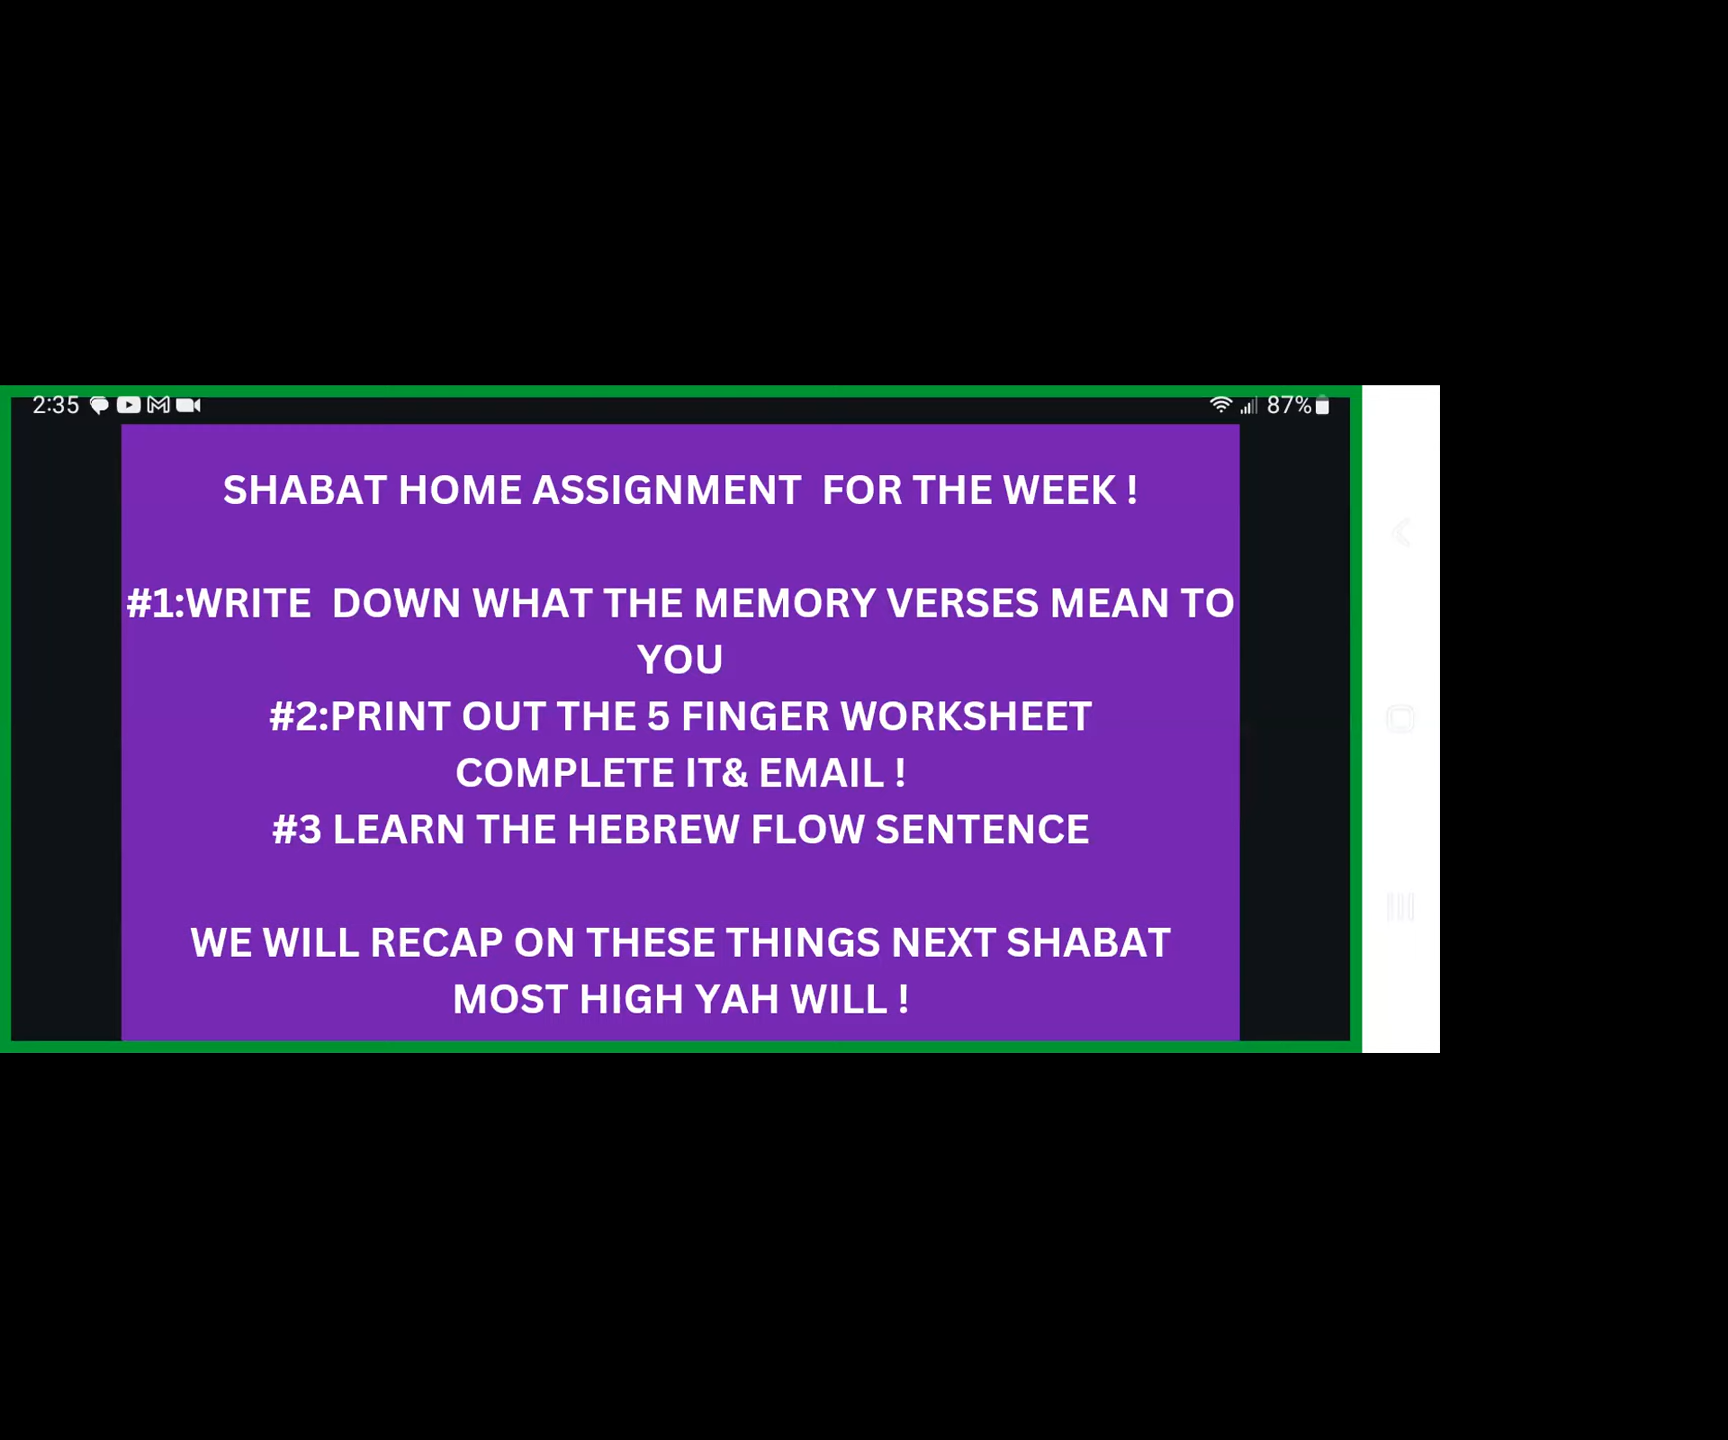 2:35 87%
SHABAT HOME ASSIGNMENT FOR THE WEEK !
#1:WRITE DOWN WHAT THE MEMORY VERSES MEAN TO
YOU
#2:PRINT OUT THE 5 FINGER WORKSHEET
COMPLETE IT& EMAIL !
#3 LEARN THE HEBREW FLOW SENTENCE
WE WILL RECAP ON THESE THINGS NEXT SHABAT
MOST HIGH YAH WILL !